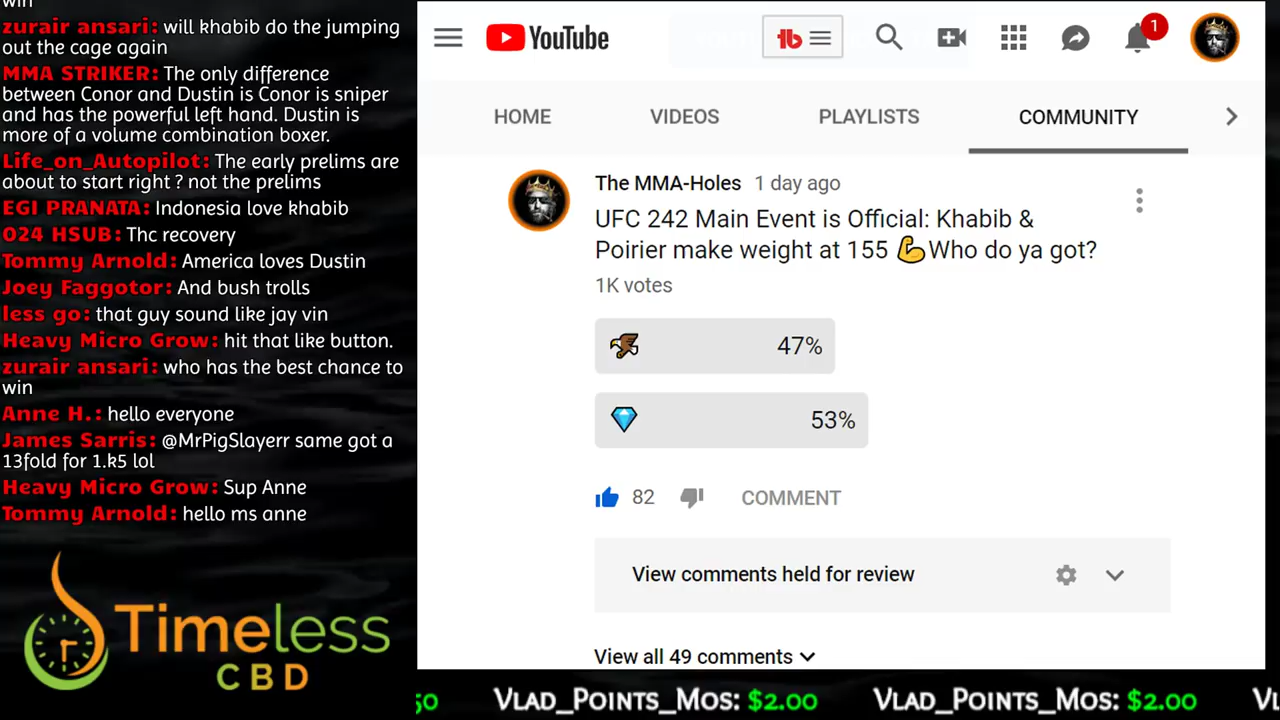 win
zurair ansari: will khabib do the jumping
out the cage again
MMA STRIKER: The only difference
between Conor and Dustin is Conor is sniper
and has the powerful left hand. Dustin is
more of a volume combination boxer.
Life_on_Autopilot: The early prelims are
about to start right ? not the prelims
EGI PRANATA: Indonesia love khabib
024 HSUB: Thc recovery
Tommy Arnold: America loves Dustin
Joey Faggotor: And bush trolls
less go: that guy sound like jay vin
Heavy Micro Grow: hit that like button.
zurair ansari: who has the best chance to
win
Anne H.: hello everyone
James Sarris: @MrPigSlayerr same got a
13fold for 1.k5 lol
Heavy Micro Grow: Sup Anne
Tommy Arnold: hello ms anne
Timeless
CBD
YouTube
tb
1
HOME VIDEOS PLAYLISTS COMMUNITY
The MMA-Holes 1 day ago
UFC 242 Main Event is Official: Khabib &
Poirier make weight at 155 💪Who do ya got?
1K votes
47%
53%
82 COMMENT
View comments held for review
View all 49 comments
50 Vlad_Points_Mos: $2.00 Vlad_Points_Mos: $2.00